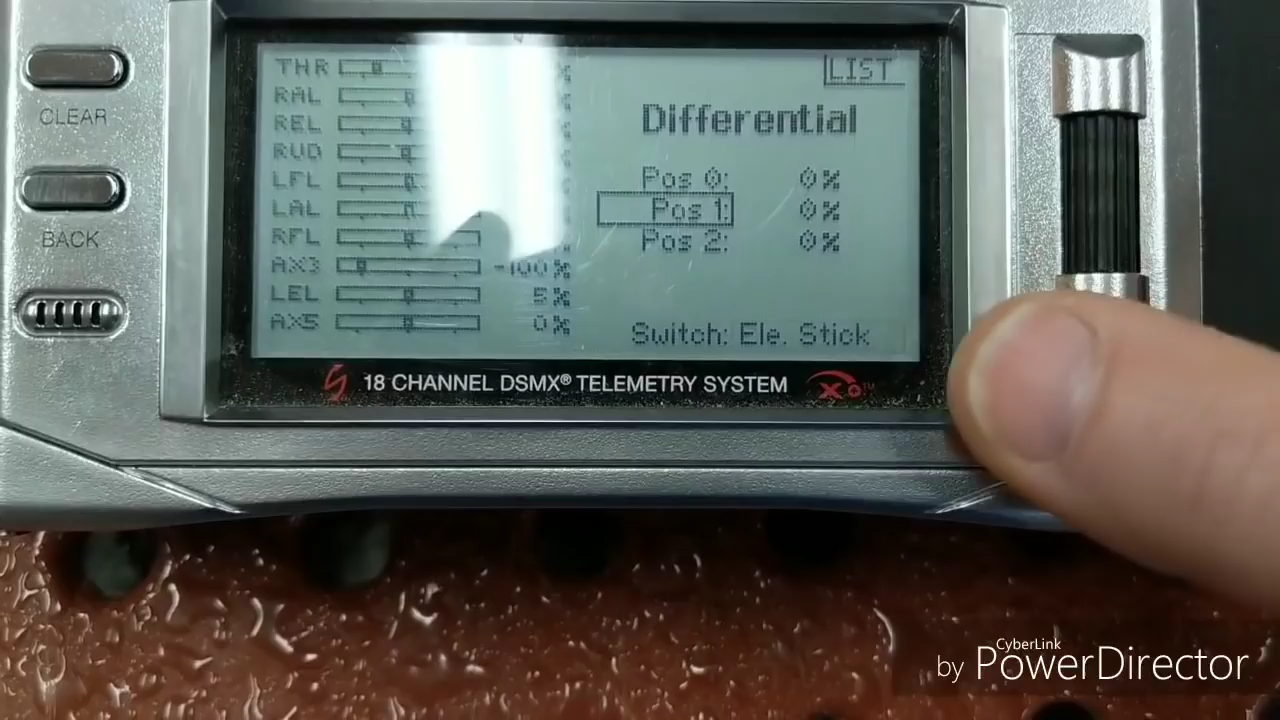 CLEAR
BACK
THR
RAL
REL
RUD
LFL
LAL
RFL
AX3 -100%
LEL 5%
AX5 0%
LIST
Differential
Pos 0: 0%
Pos 1: 0%
Pos 2: 0%
Switch: Ele. Stick
18 CHANNEL DSMX® TELEMETRY SYSTEM
by CyberLink PowerDirector